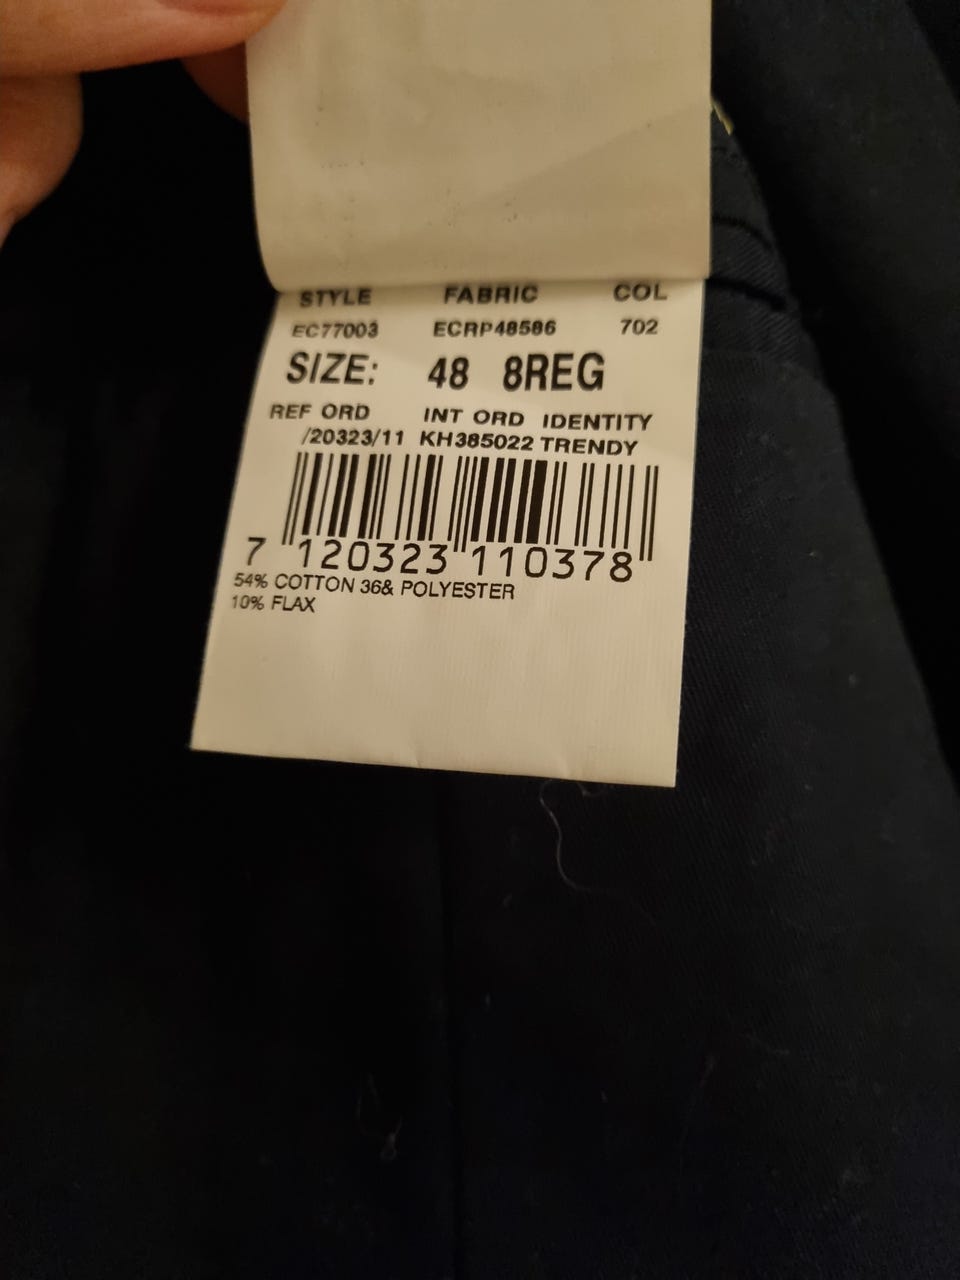 STYLE FABRIC COL
EC77003 ECRP48586 702
SIZE: 48 8REG
REF ORD INT ORD IDENTITY
/20323/11 KH385022 TRENDY
7 120323 110378
54% COTTON 36& POLYESTER
10% FLAX